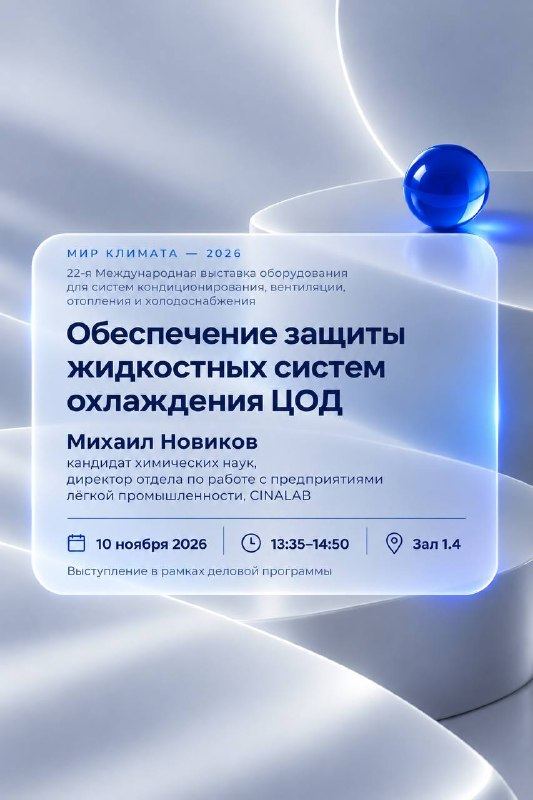 МИР КЛИМАТА — 2026
22-я Международная выставка оборудования
для систем кондиционирования, вентиляции,
отопления и холодоснабжения
Обеспечение защиты
жидкостных систем
охлаждения ЦОД
Михаил Новиков
кандидат химических наук,
директор отдела по работе с предприятиями
лёгкой промышленности, CINALAB
10 ноября 2026
13:35–14:50
Зал 1.4
Выступление в рамках деловой программы